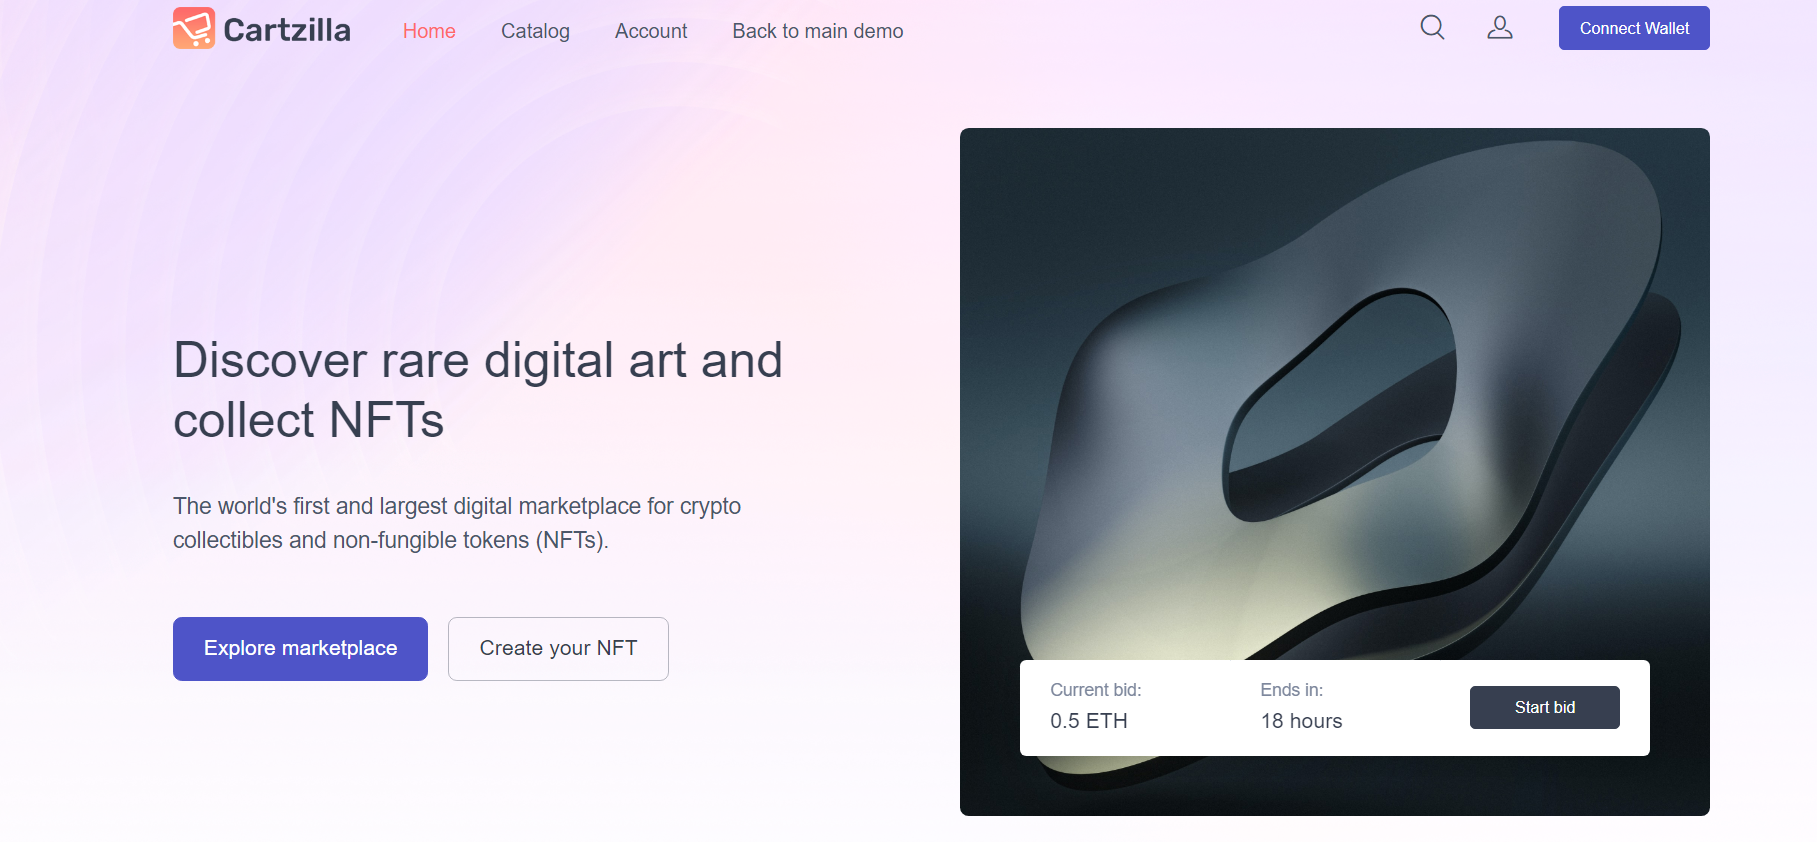 Cartzilla
Home
Catalog
Account
Back to main demo
Connect Wallet
Discover rare digital art and
collect NFTs
The world's first and largest digital marketplace for crypto
collectibles and non-fungible tokens (NFTs).
Explore marketplace
Create your NFT
Current bid:
0.5 ETH
Ends in:
18 hours
Start bid